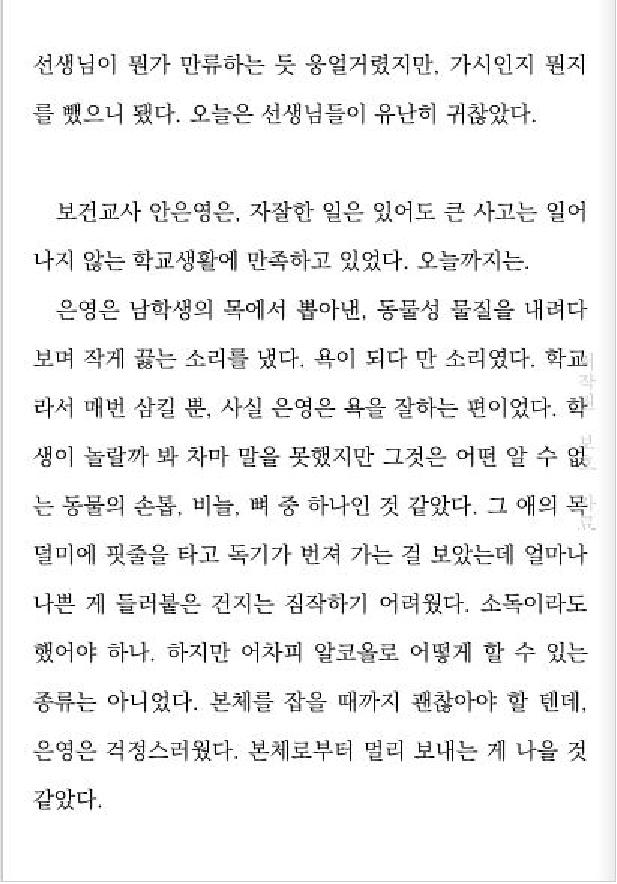 선생님이 뭔가 만류하는 듯 웅얼거렸지만, 가시인지 뭔지
를 뺐으니 됐다. 오늘은 선생님들이 유난히 귀찮았다.
보건교사 안은영은, 자잘한 일은 있어도 큰 사고는 일어
나지 않는 학교생활에 만족하고 있었다. 오늘까지는.
은영은 남학생의 목에서 뽑아낸, 동물성 물질을 내려다
보며 작게 끓는 소리를 냈다. 욕이 되다 만 소리였다. 학교
라서 매번 삼킬 뿐, 사실 은영은 욕을 잘하는 편이었다. 학
생이 놀랄까 봐 차마 말을 못했지만 그것은 어떤 알 수 없
는 동물의 손톱, 비늘, 뼈 중 하나인 것 같았다. 그 애의 목
덜미에 핏줄을 타고 독기가 번져 가는 걸 보았는데 얼마나
나쁜 게 들러붙은 건지는 짐작하기 어려웠다. 소독이라도
했어야 하나. 하지만 어차피 알코올로 어떻게 할 수 있는
종류는 아니었다. 본체를 잡을 때까지 괜찮아야 할 텐데,
은영은 걱정스러웠다. 본체로부터 멀리 보내는 게 나을 것
같았다.